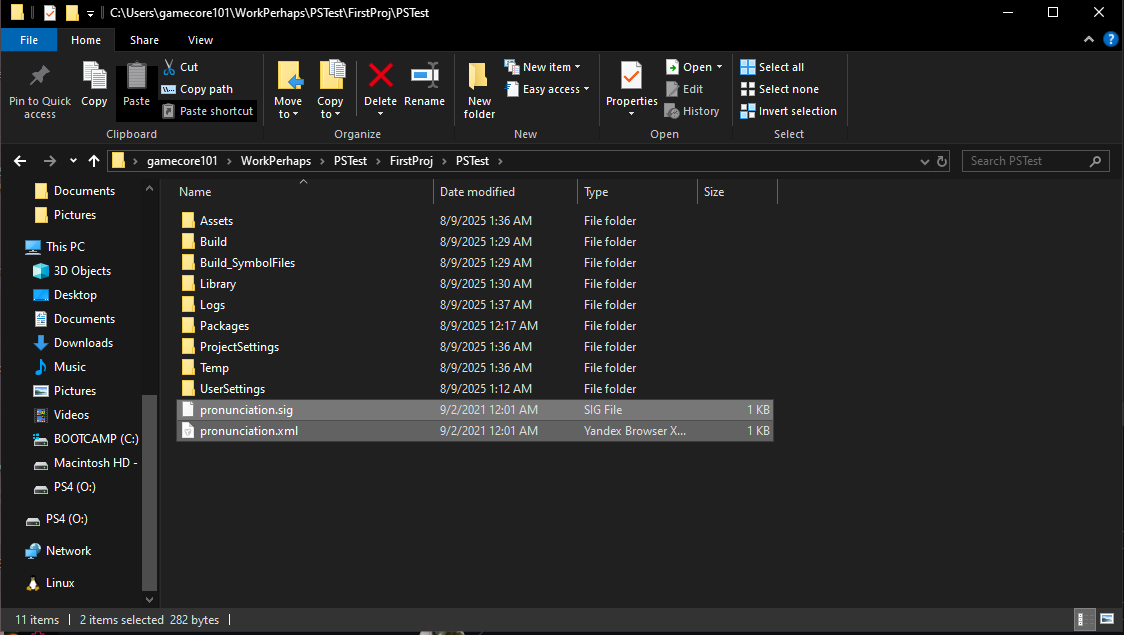 C:\Users\gamecore101\WorkPerhaps\PSTest\FirstProj\PSTest
File Home Share View
Pin to Quick access
Copy
Paste
Cut
Copy path
Paste shortcut
Clipboard
Move to
Copy to
Delete
Rename
Organize
New folder
New item
Easy access
New
Properties
Open
Edit
History
Open
Select all
Select none
Invert selection
Select
gamecore101 > WorkPerhaps > PSTest > FirstProj > PSTest >
Search PSTest
Documents
Pictures
This PC
3D Objects
Desktop
Documents
Downloads
Music
Pictures
Videos
BOOTCAMP (C:)
Macintosh HD -
PS4 (O:)
PS4 (O:)
Network
Linux
Name Date modified Type Size
Assets 8/9/2025 1:36 AM File folder
Build 8/9/2025 1:29 AM File folder
Build_SymbolFiles 8/9/2025 1:29 AM File folder
Library 8/9/2025 1:30 AM File folder
Logs 8/9/2025 1:37 AM File folder
Packages 8/9/2025 12:17 AM File folder
ProjectSettings 8/9/2025 1:36 AM File folder
Temp 8/9/2025 1:36 AM File folder
UserSettings 8/9/2025 1:12 AM File folder
pronunciation.sig 9/2/2021 12:01 AM SIG File 1 KB
pronunciation.xml 9/2/2021 12:01 AM Yandex Browser X... 1 KB
11 items 2 items selected 282 bytes